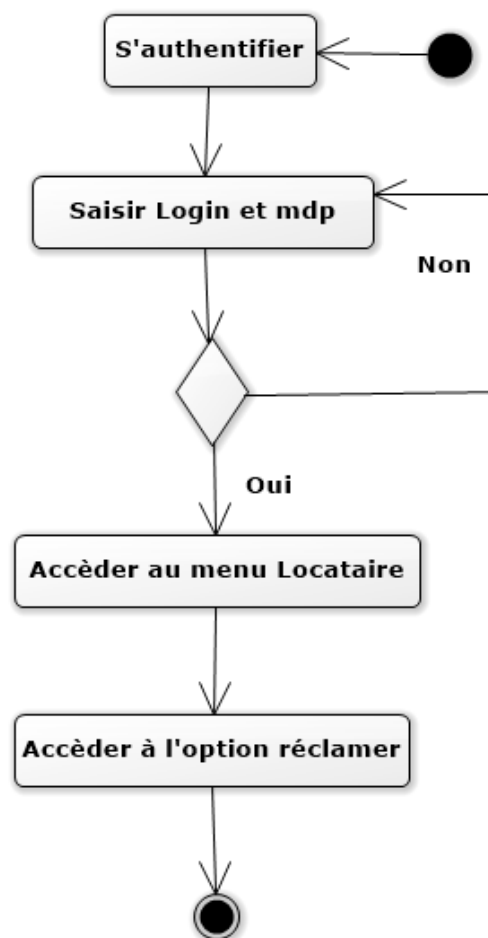 S'authentifier
Saisir Login et mdp
Non
Oui
Accèder au menu Locataire
Accèder à l'option réclamer